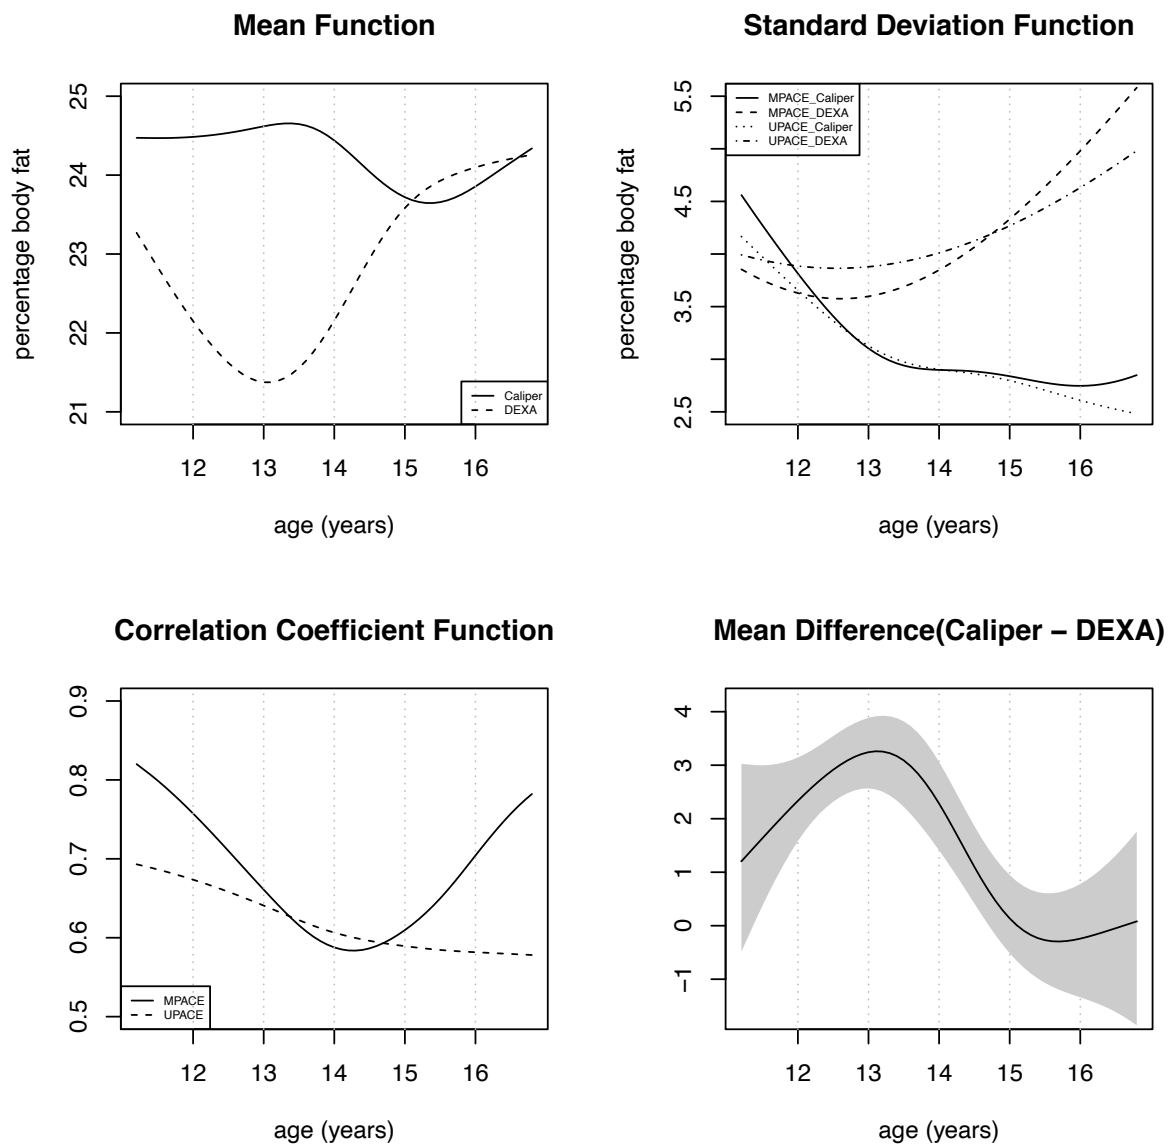 Mean Function
percentage body fat
25
24
23
22
21
Caliper
DEXA
12 13 14 15 16
age (years)
Standard Deviation Function
percentage body fat
5.5
4.5
3.5
2.5
MPACE_Caliper
MPACE_DEXA
UPACE_Caliper
UPACE_DEXA
12 13 14 15 16
age (years)
Correlation Coefficient Function
0.9
0.8
0.7
0.6
0.5
MPACE
UPACE
12 13 14 15 16
age (years)
Mean Difference(Caliper − DEXA)
4
3
2
1
0
−1
12 13 14 15 16
age (years)